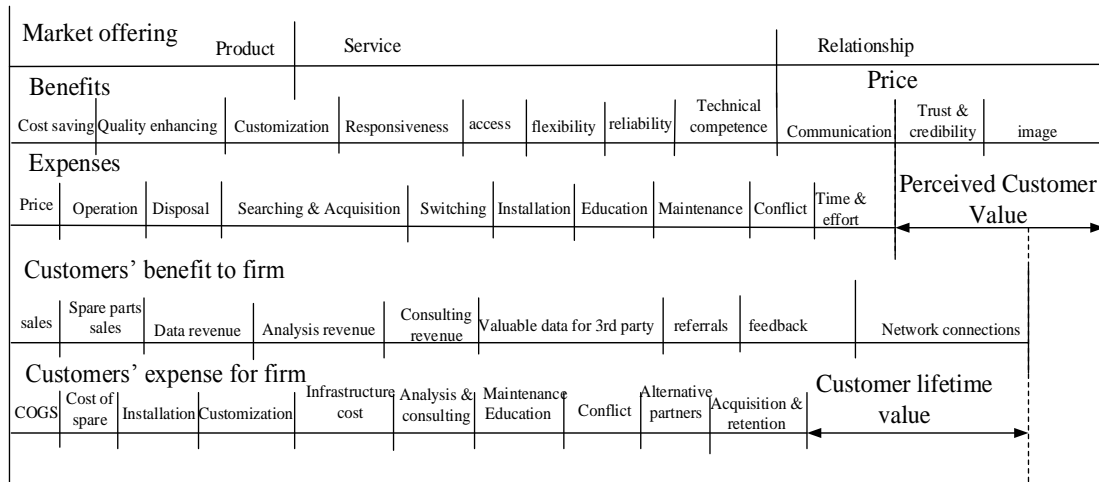 Market offering
Product
Service
Relationship
Benefits
Price
Cost saving
Quality enhancing
Customization
Responsiveness
access
flexibility
reliability
Technical
competence
Communication
Trust &
credibility
image
Expenses
Price
Operation
Disposal
Searching & Acquisition
Switching
Installation
Education
Maintenance
Conflict
Time &
effort
Perceived Customer
Value
Customers’ benefit to firm
sales
Spare parts
sales
Data revenue
Analysis revenue
Consulting
revenue
Valuable data for 3rd party
referrals
feedback
Network connections
Customers’ expense for firm
COGS
Cost of
spare
Installation
Customization
Infrastructure
cost
Analysis &
consulting
Maintenance
Education
Conflict
Alternative
partners
Acquisition &
retention
Customer lifetime
value